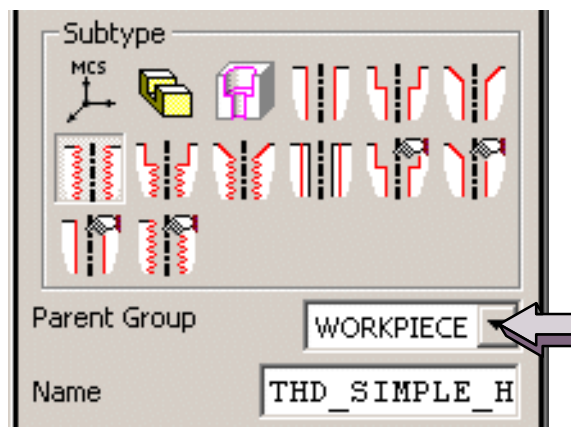 Subtype
MCS
Parent Group
WORKPIECE
Name
THD_SIMPLE_H